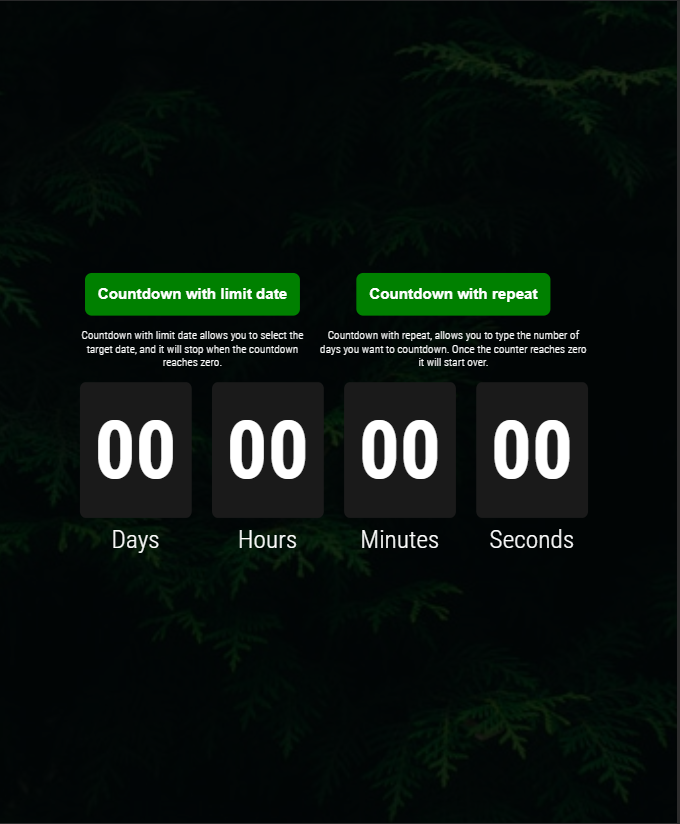 Countdown with limit date
Countdown with repeat
Countdown with limit date allows you to select the
target date, and it will stop when the countdown
reaches zero.
Countdown with repeat, allows you to type the number of
days you want to countdown. Once the counter reaches zero
it will start over.
00 00 00 00
Days Hours Minutes Seconds